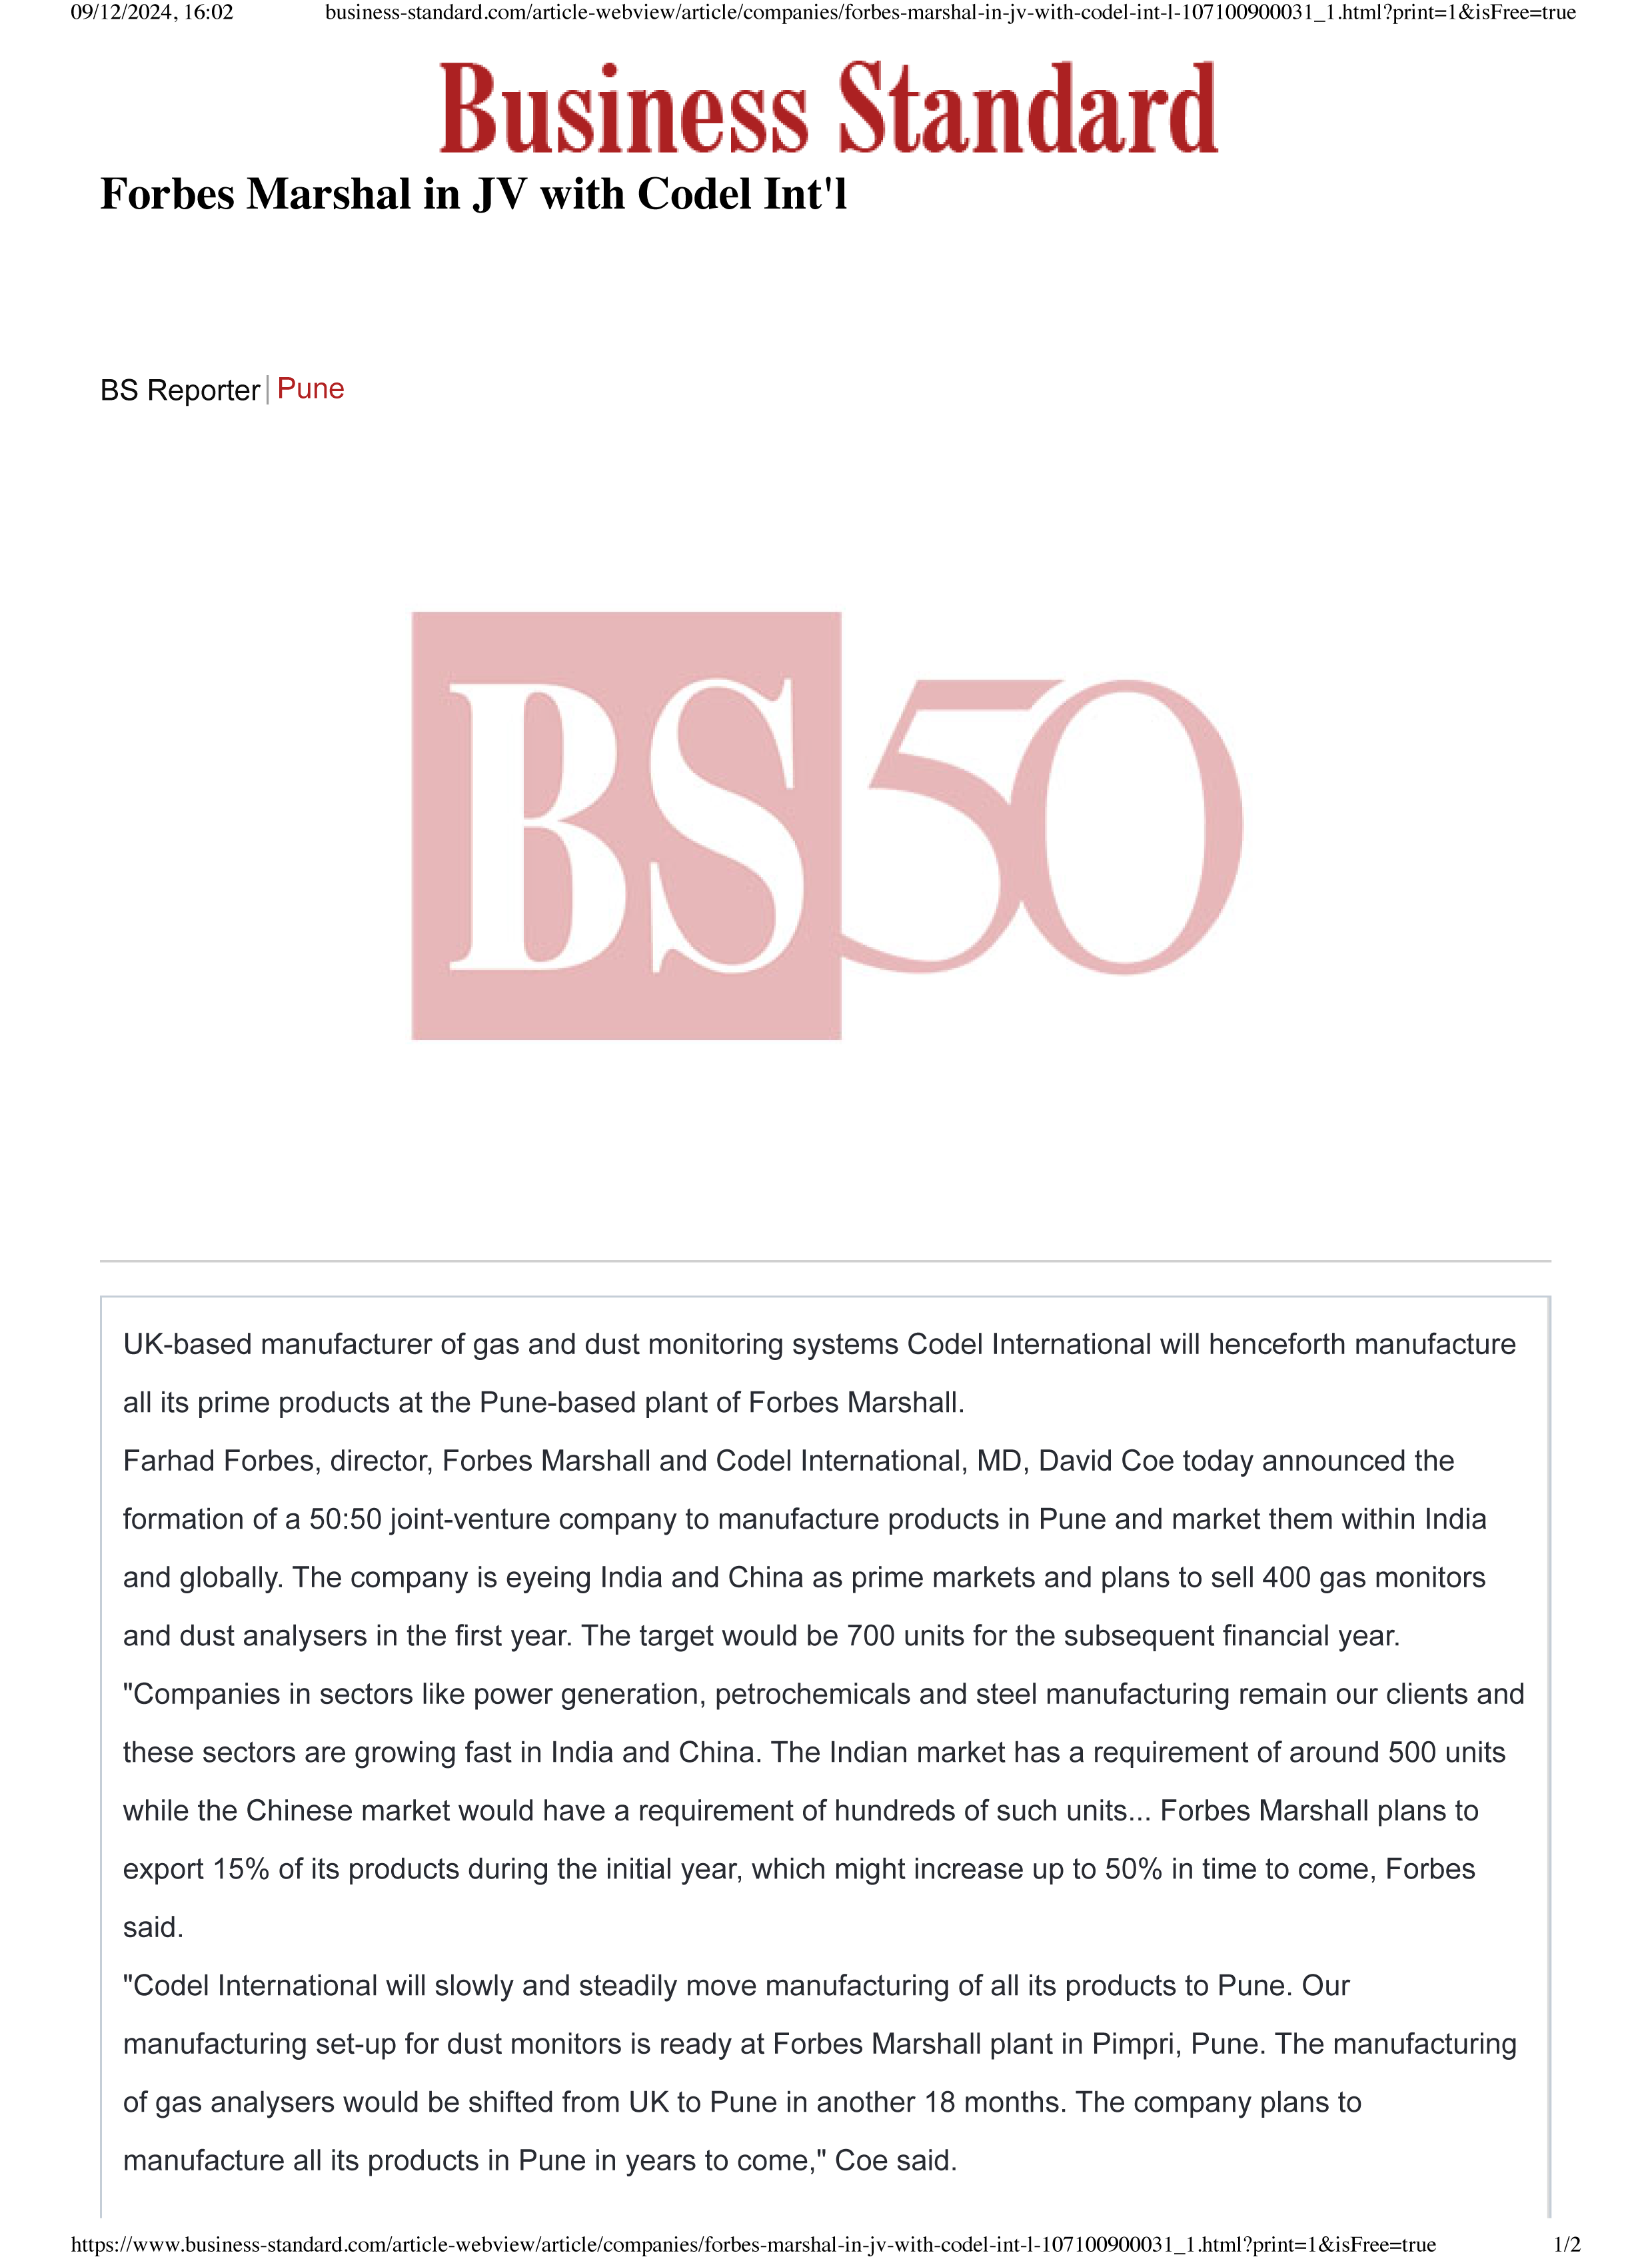 09/12/2024, 16:02 business-standard.com/article-webview/article/companies/forbes-marshal-in-jv-with-codel-int-l-107100900031_1.html?print=1&isFree=true
Business Standard
Forbes Marshal in JV with Codel Int'l
BS Reporter | Pune
BS50
UK-based manufacturer of gas and dust monitoring systems Codel International will henceforth manufacture
all its prime products at the Pune-based plant of Forbes Marshall.
Farhad Forbes, director, Forbes Marshall and Codel International, MD, David Coe today announced the
formation of a 50:50 joint-venture company to manufacture products in Pune and market them within India
and globally. The company is eyeing India and China as prime markets and plans to sell 400 gas monitors
and dust analysers in the first year. The target would be 700 units for the subsequent financial year.
"Companies in sectors like power generation, petrochemicals and steel manufacturing remain our clients and
these sectors are growing fast in India and China. The Indian market has a requirement of around 500 units
while the Chinese market would have a requirement of hundreds of such units... Forbes Marshall plans to
export 15% of its products during the initial year, which might increase up to 50% in time to come, Forbes
said.
"Codel International will slowly and steadily move manufacturing of all its products to Pune. Our
manufacturing set-up for dust monitors is ready at Forbes Marshall plant in Pimpri, Pune. The manufacturing
of gas analysers would be shifted from UK to Pune in another 18 months. The company plans to
manufacture all its products in Pune in years to come," Coe said.
https://www.business-standard.com/article-webview/article/companies/forbes-marshal-in-jv-with-codel-int-l-107100900031_1.html?print=1&isFree=true 1/2